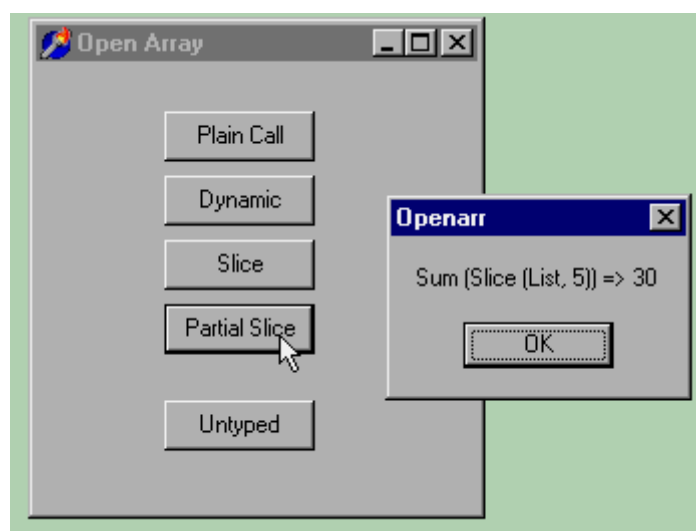 Open Array
Plain Call
Dynamic
Slice
Partial Slice
Untyped
Openarr
Sum (Slice (List, 5)) => 30
OK